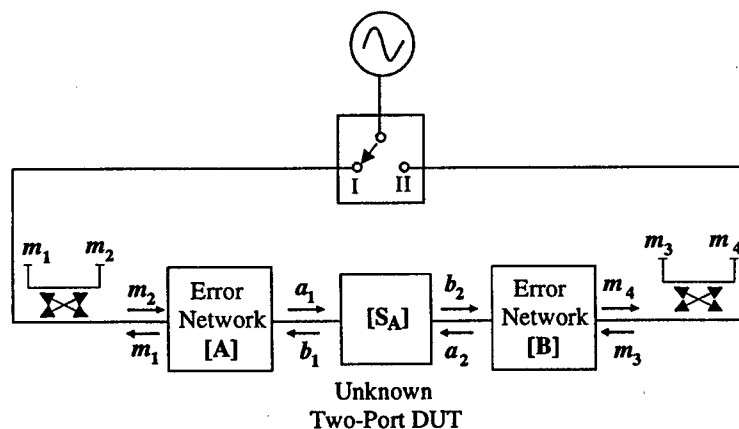 I II
m1 m2 m3 m4
m2 Error Network [A] a1 [SA] b2 Error Network [B] m4
m1 b1 a2 m3
Unknown
Two-Port DUT